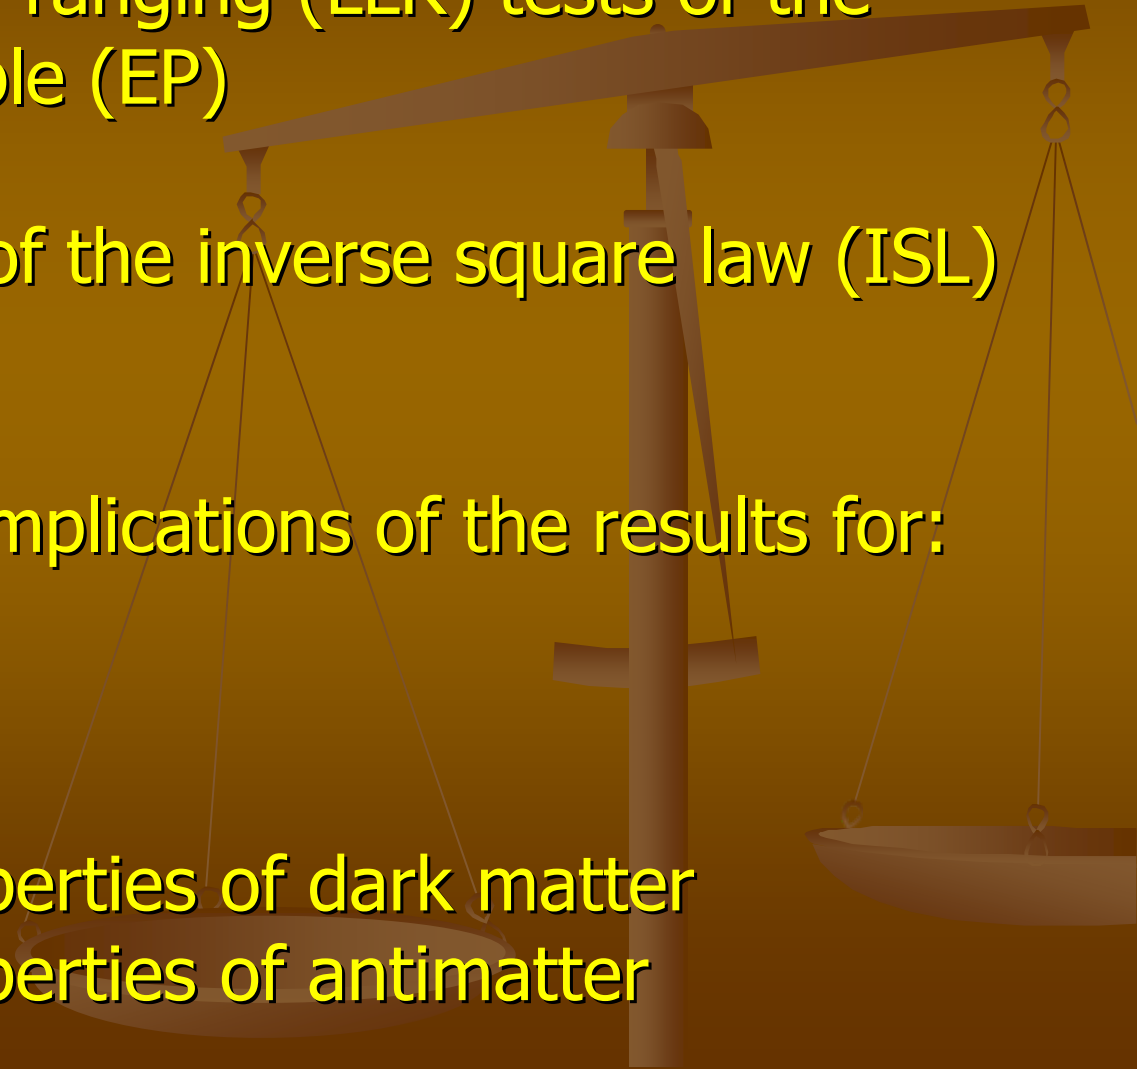 ranging (LLR) tests of the
ple (EP)
of the inverse square law (ISL)
mplications of the results for:
perties of dark matter
perties of antimatter